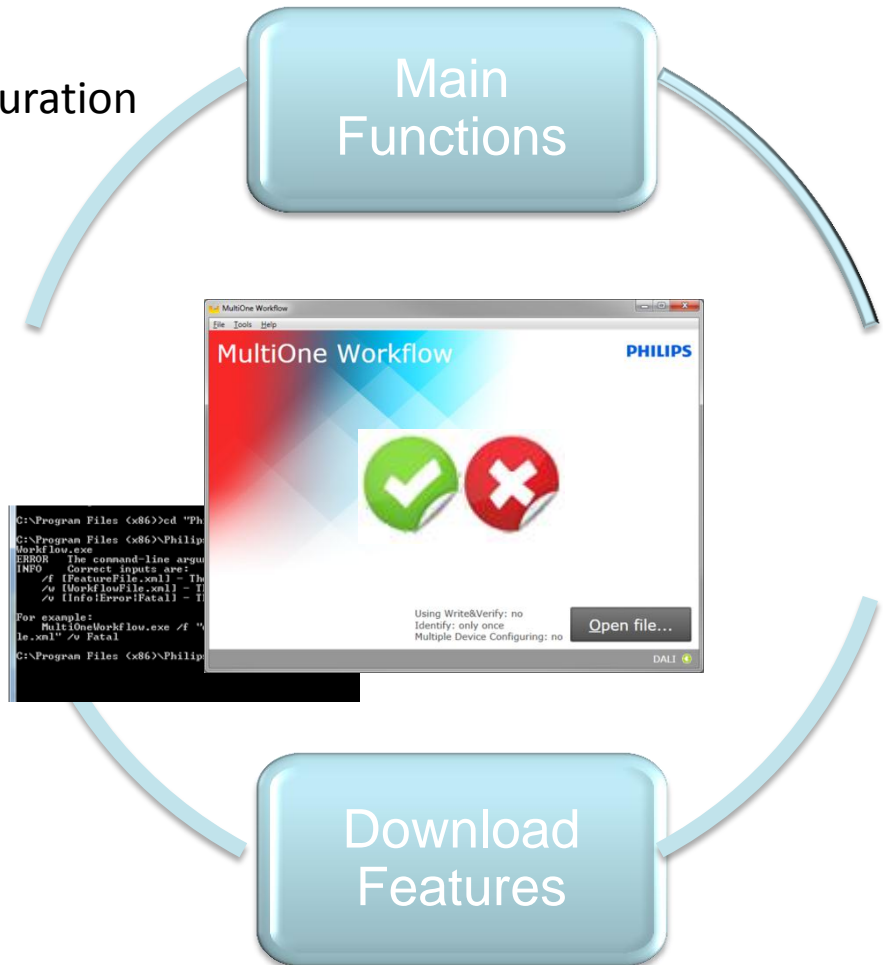 Main
Functions
uration
MultiOne Workflow
File Tools Help
MultiOne Workflow
PHILIPS
C:\Program Files (x86)>cd "Ph
C:\Program Files (x86)\Philip
Workflow.exe
ERROR The command-line argu
INFO Correct inputs are:
/f [FeatureFile.xml] - Th
/w [WorkflowFile.xml] - T
/v [Info|Error|Fatal] - T
For example:
MultiOneWorkflow.exe /f "
le.xml" /v Fatal
C:\Program Files (x86)\Philip
Using Write&Verify: no
Identify: only once
Multiple Device Configuring: no
Open file...
DALI
Download
Features